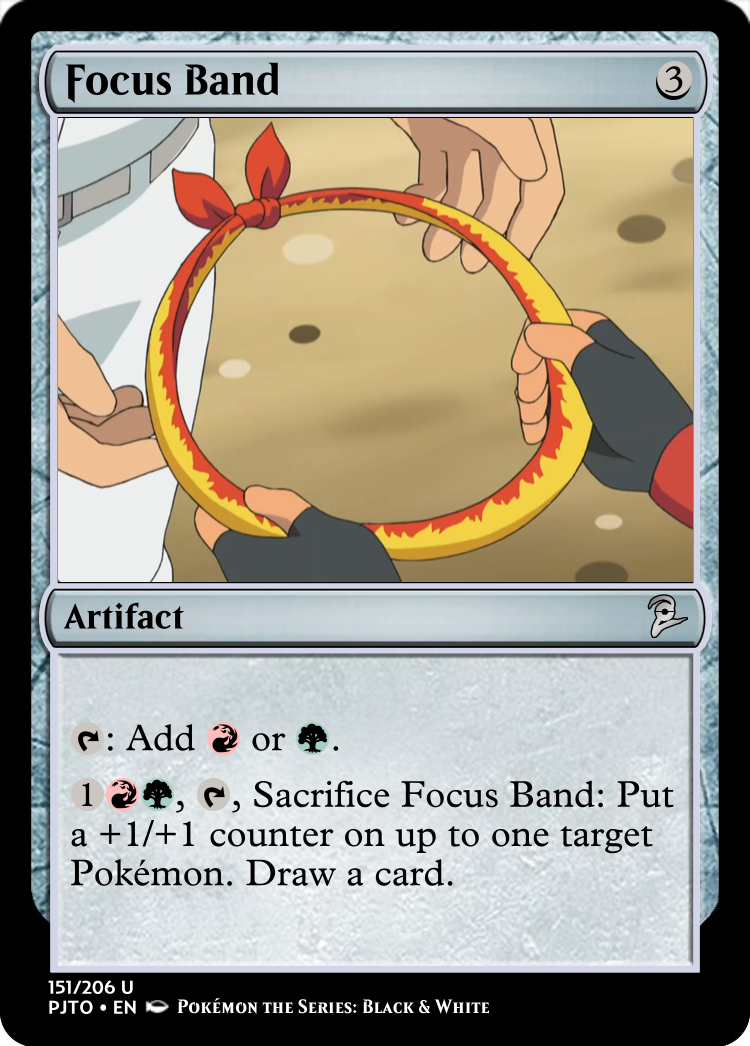 Focus Band 3
Artifact
: Add or .
1 , , Sacrifice Focus Band: Put
a +1/+1 counter on up to one target
Pokémon. Draw a card.
151/206 U
PJTO • EN Pokémon the Series: Black & White